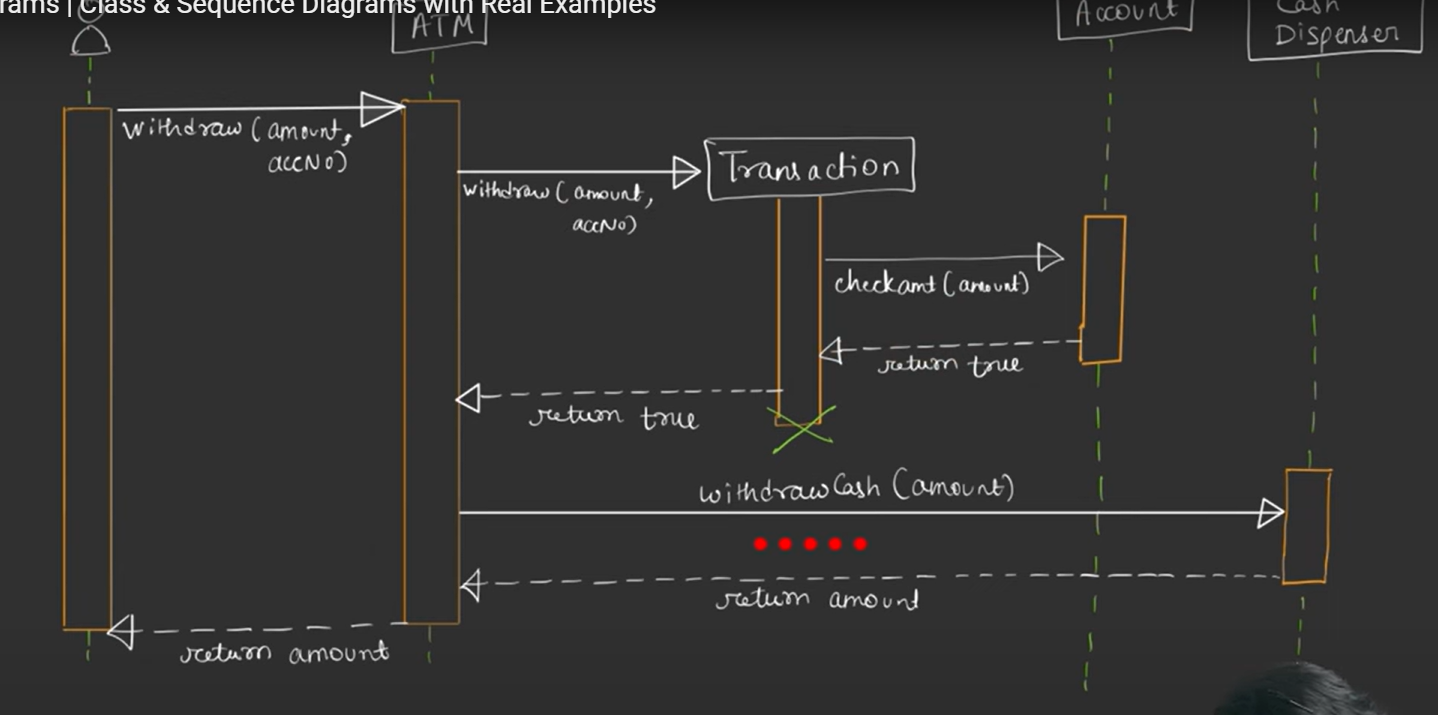 rams | Class & Sequence Diagrams with Real Examples
ATM
Account
Cash
Dispenser
withdraw (amount,
accNo)
Transaction
withdraw (amount,
accNo)
checkamt (amount)
return true
return true
withdrawCash (amount)
return amount
return amount